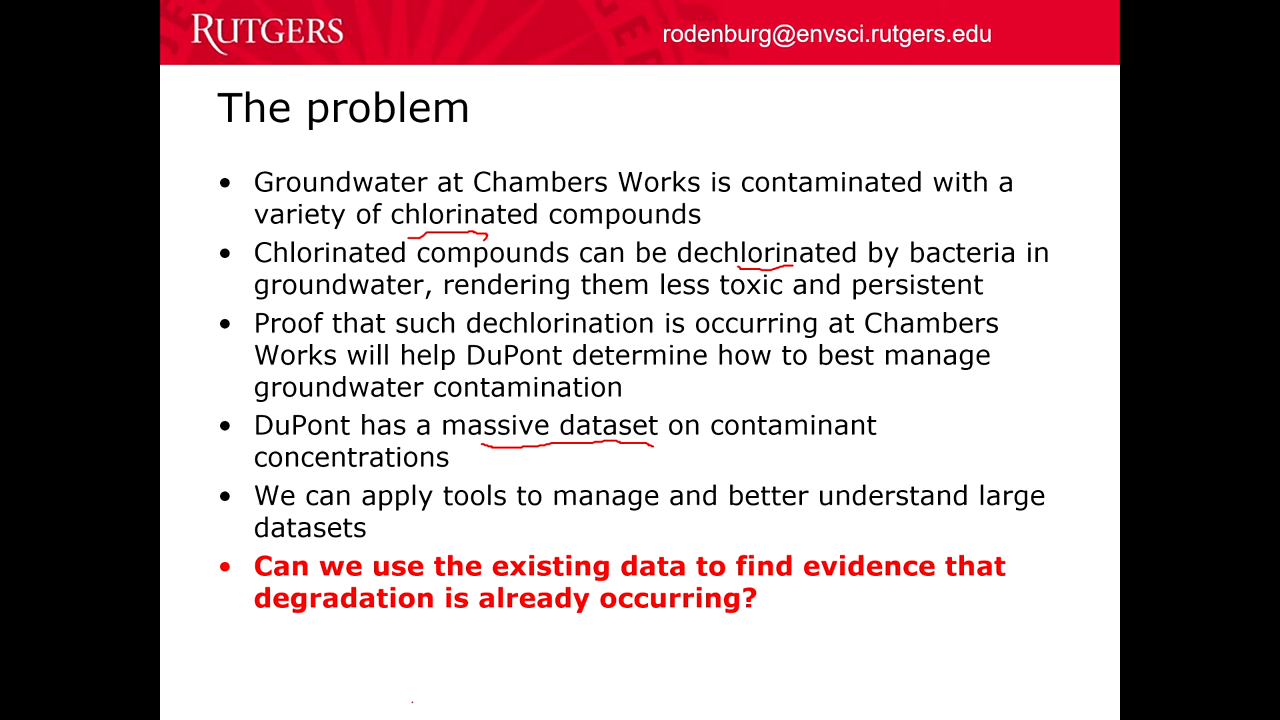 RUTGERS
rodenburg@envsci.rutgers.edu
The problem
• Groundwater at Chambers Works is contaminated with a
variety of chlorinated compounds
• Chlorinated compounds can be dechlorinated by bacteria in
groundwater, rendering them less toxic and persistent
• Proof that such dechlorination is occurring at Chambers
Works will help DuPont determine how to best manage
groundwater contamination
• DuPont has a massive dataset on contaminant
concentrations
• We can apply tools to manage and better understand large
datasets
• Can we use the existing data to find evidence that
degradation is already occurring?